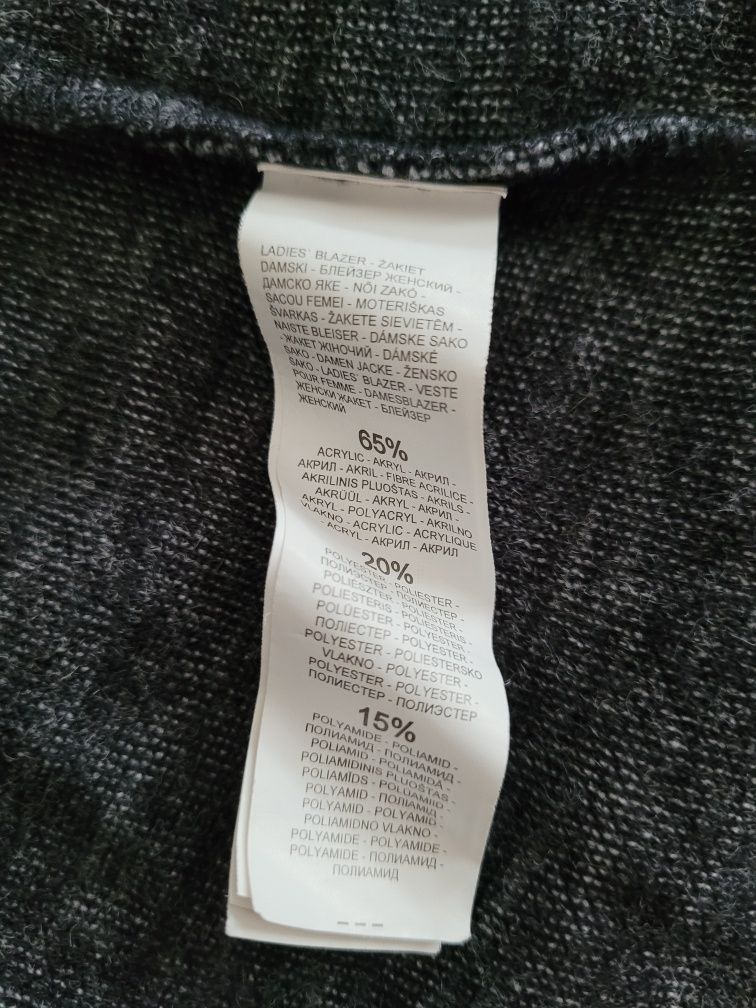 LADIES' BLAZER - ŻAKIET
DAMSKI - БЛЕЙЗЕР ЖЕНСКИЙ -
ДАМСКО ЯКЕ - NŐI ZAKÓ -
SACOU FEMEI - MOTERIŠKAS
ŠVARKAS - ŽAKETE SIEVIETĒM -
NAISTE BLEISER - DÁMSKE SAKO
- ЖАКЕТ ЖІНОЧИЙ - DÁMSKÉ
SAKO - DAMEN JACKE - ŽENSKO
SAKO - LADIES' BLAZER - VESTE
POUR FEMME - DAMESBLAZER -
ЖЕНСКИ ЖАКЕТ - БЛЕЙЗЕР
ЖЕНСКИЙ
65%
ACRYLIC - AKRYL - АКРИЛ -
АКРИЛ - AKRIL - FIBRE ACRILICE -
AKRILINIS PLUOŠTAS - AKRILS -
AKRÜÜL - AKRYL - АКРИЛ -
AKRYL - POLYACRYL - AKRILNO
VLAKNO - ACRYLIC - ACRYLIQUE
- ACRYL - АКРИЛ - АКРИЛ
20%
POLYESTER - POLIESTER -
ПОЛИЭСТЕР - ПОЛИЕСТЕР -
POLIÉSZTER - POLIESTER -
POLIESTERIS - POLIESTERIS -
POLÜESTER - POLYESTER -
ПОЛІЕСТЕР - POLYESTER -
POLYESTER - POLIESTERSKO
VLAKNO - POLYESTER -
POLYESTER - POLYESTER -
ПОЛИЕСТЕР - ПОЛИЭСТЕР
15%
POLYAMIDE - POLIAMID -
ПОЛИАМИД - ПОЛИАМИД -
POLIAMID - POLIAMIDĂ -
POLIAMIDINIS PLUOŠTAS -
POLIAMĪDS - POLÜAMIID -
POLYAMID - ПОЛІАМІД -
POLYAMID - POLYAMID -
POLIAMIDNO VLAKNO -
POLYAMIDE - POLYAMIDE -
POLYAMIDE - ПОЛИАМИД -
ПОЛИАМИД